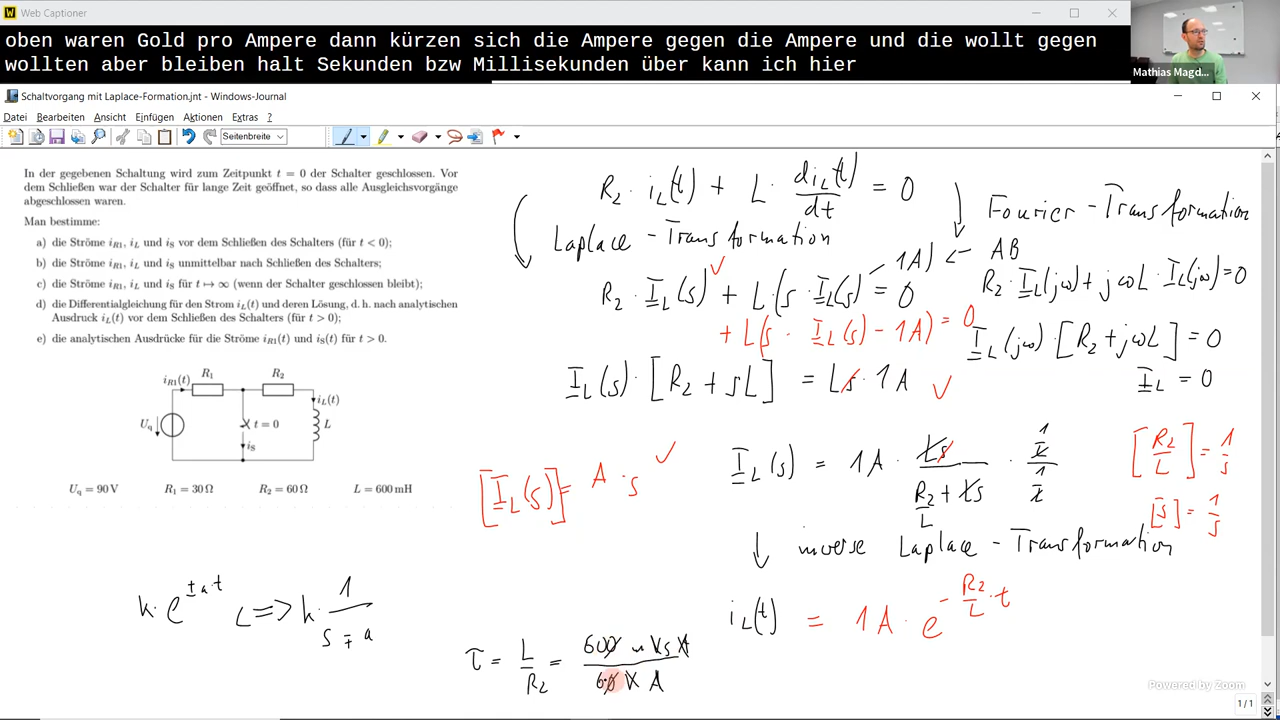 Web Captioner
oben waren Gold pro Ampere dann kürzen sich die Ampere gegen die Ampere und die wollt gegen
wollten aber bleiben halt Sekunden bzw Millisekunden über kann ich hier
Mathias Magd...
Schaltvorgang mit Laplace-Formation.jnt - Windows-Journal
Datei Bearbeiten Ansicht Einfügen Aktionen Extras ?
Seitenbreite
In der gegebenen Schaltung wird zum Zeitpunkt t = 0 der Schalter geschlossen. Vor
dem Schließen war der Schalter für lange Zeit geöffnet, so dass alle Ausgleichsvorgänge
abgeschlossen waren.
Man bestimme:
a) die Ströme iR1, iL und iS vor dem Schließen des Schalters (für t < 0);
b) die Ströme iR1, iL und iS unmittelbar nach Schließen des Schalters;
c) die Ströme iR1, iL und iS für t ↦ ∞ (wenn der Schalter geschlossen bleibt);
d) die Differentialgleichung für den Strom iL(t) und deren Lösung, d. h. nach analytischen
Ausdruck iL(t) vor dem Schließen des Schalters (für t > 0);
e) die analytischen Ausdrücke für die Ströme iR1(t) und iS(t) für t > 0.
iR1(t) R1 R2
iL(t)
Uq t = 0 L
iS
Uq = 90 V R1 = 30 Ω R2 = 60 Ω L = 600 mH
R2 · iL(t) + L · diL(t)/dt = 0
Laplace - Transformation
R2 · IL(s) + L·(s · IL(s) - 1A) = 0 ← AB
+ L(s · IL(s) - 1A) = 0
IL(s) · [R2 + sL] = Ls · 1A
IL(s) = 1A · Ls / (R2/L + Ls) · 1/L / 1/L
[IL(s)] = A · s
↓ inverse Laplace - Transformation
iL(t) = 1A · e^(-R2/L · t)
Fourier - Transformation
R2 · IL(jω) + jωL · IL(jω) = 0
IL(jω) · [R2 + jωL] = 0
IL = 0
[R2/L] = 1/s
[s] = 1/s
k · e^(±a·t) <=> k · 1/(s ∓ a)
τ = L/R2 = 600 m Vs A / 60 V A
Powered by Zoom
1 / 1